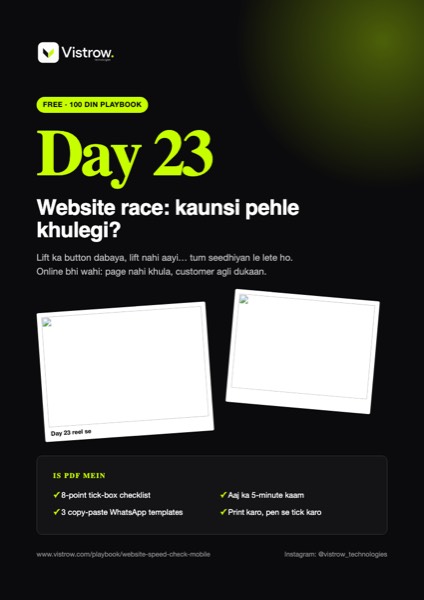 Vistrow.
FREE - 100 DIN PLAYBOOK
Day 23
Website race: kaunsi pehle
khulegi?
Lift ka button dabaya, lift nahi aayi... tum seedhiyan le lete ho.
Online bhi wahi: page nahi khula, customer agli dukaan.
Day 23 reel se
IS PDF MEIN
✔8-point tick-box checklist
✔Aaj ka 5-minute kaam
✔3 copy-paste WhatsApp templates
✔Print karo, pen se tick karo
www.vistrow.com/playbook/website-speed-check-mobile
Instagram: @vistrow_technologies